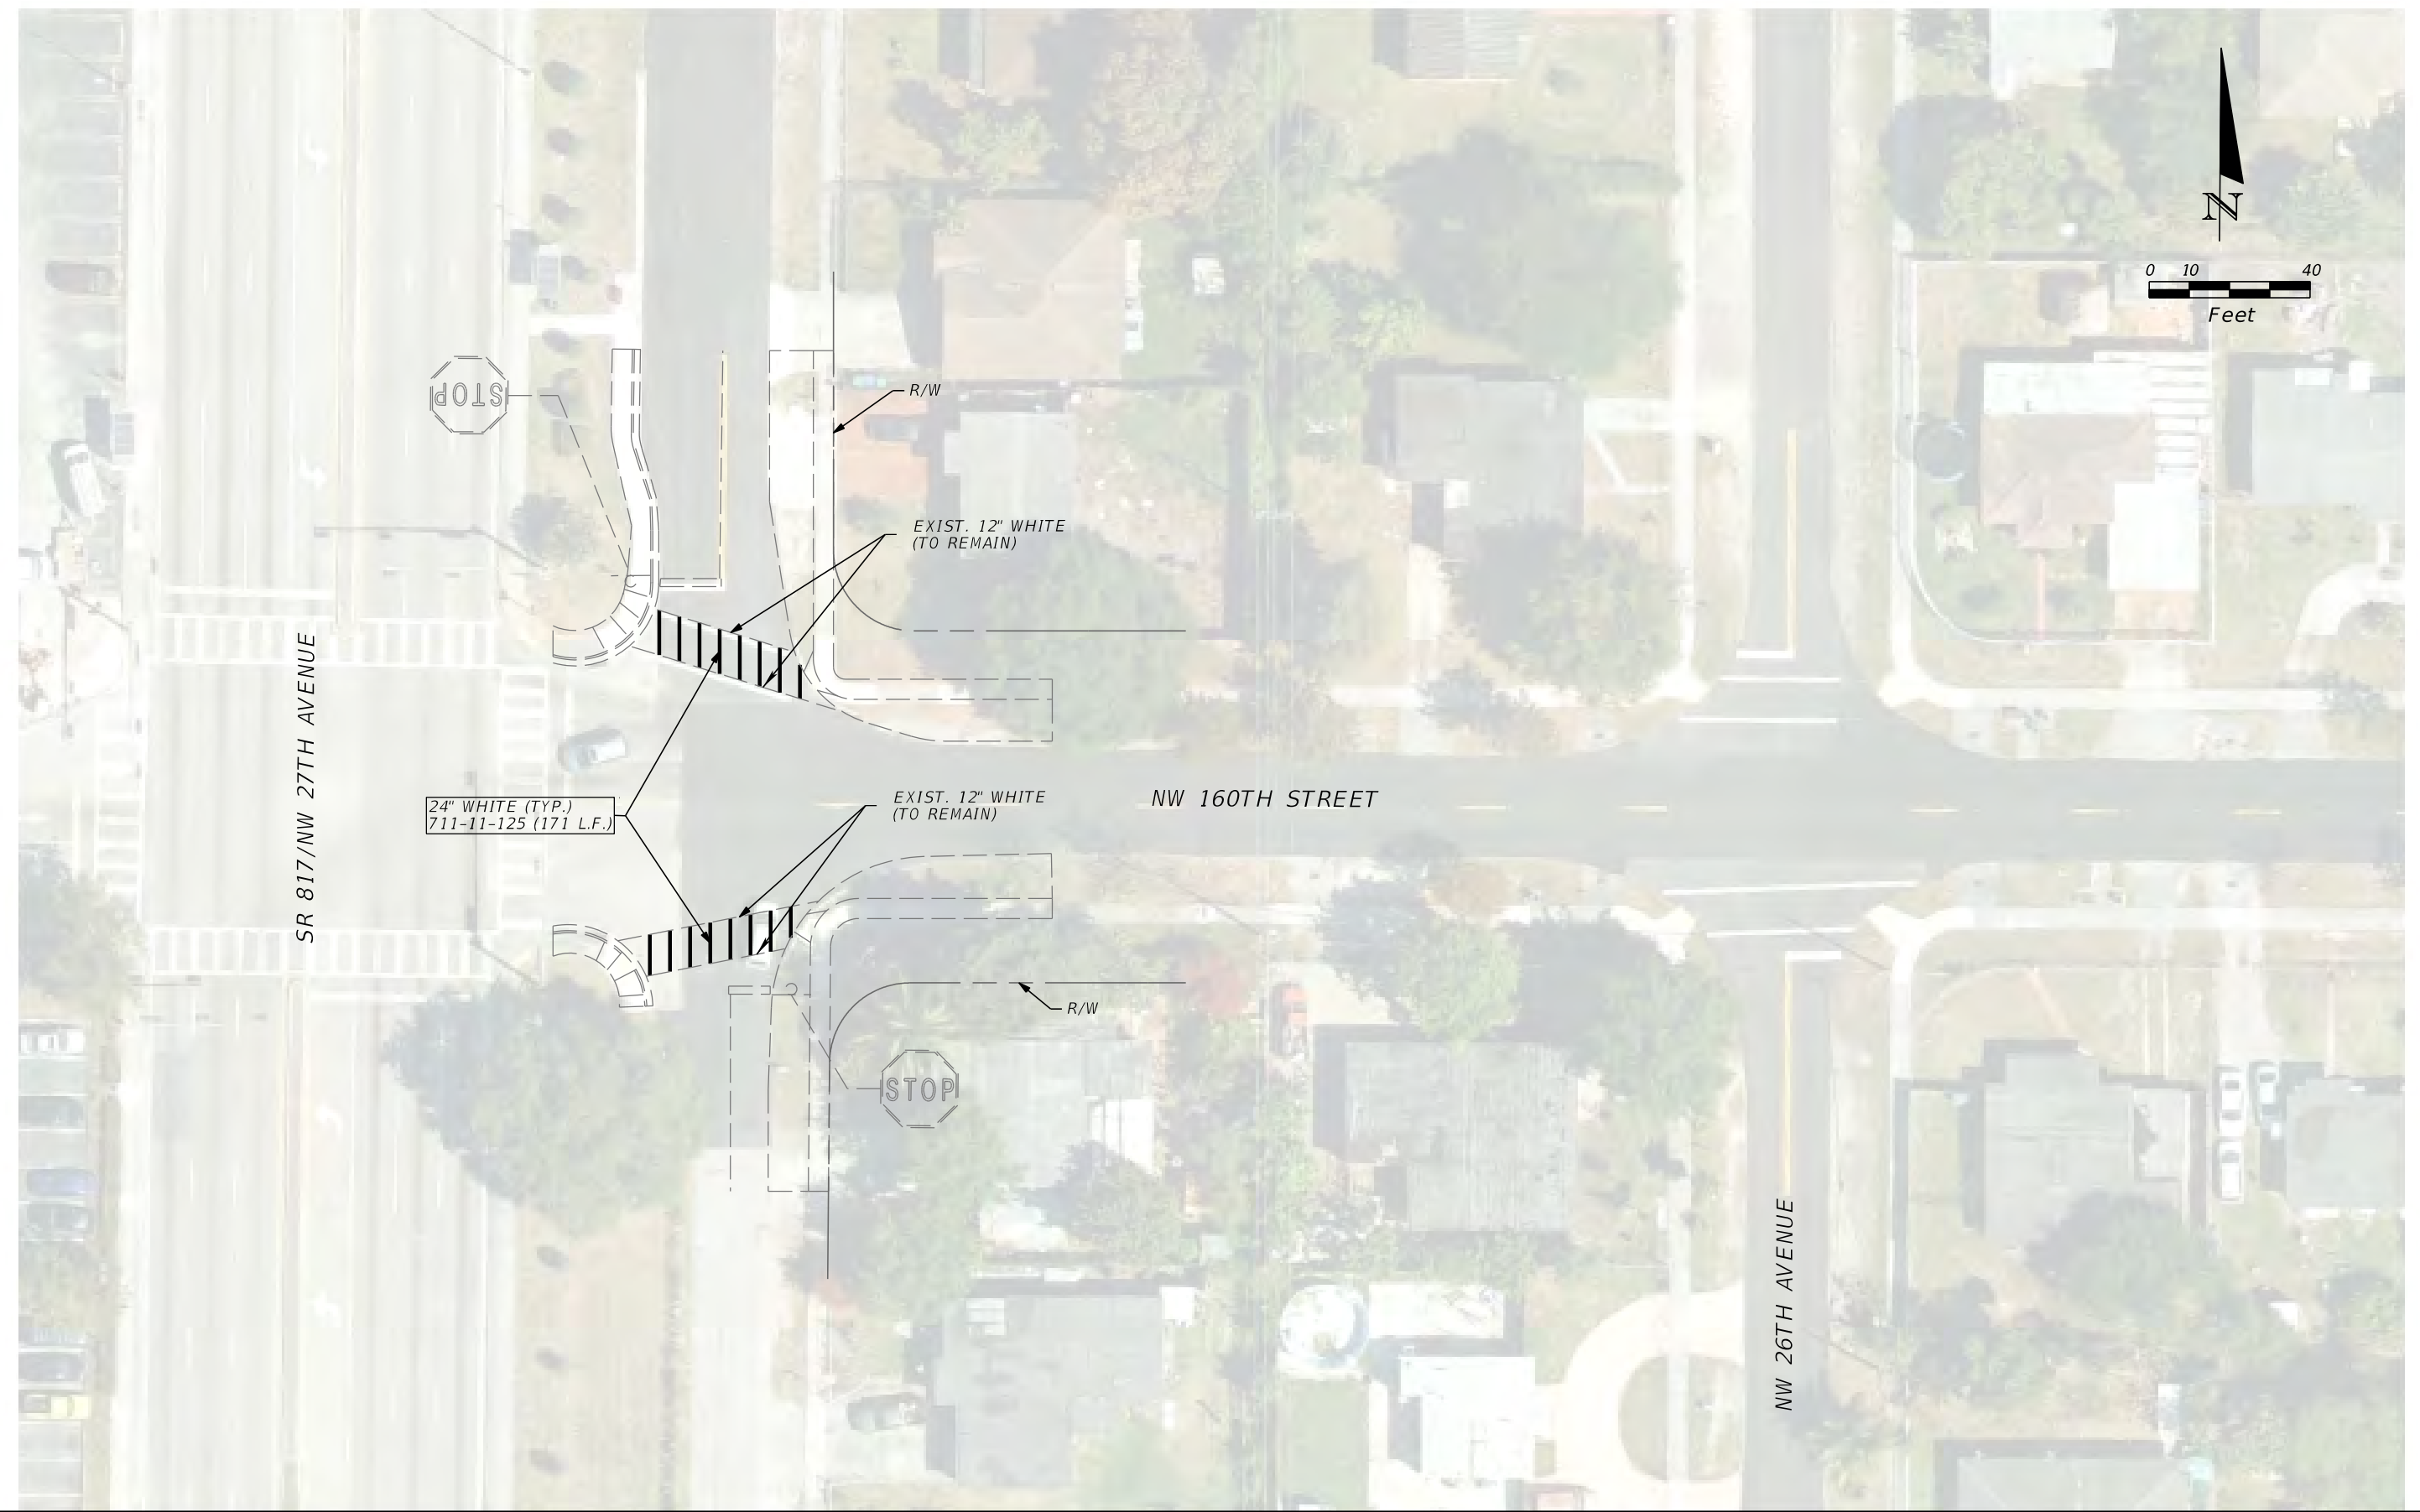 N
0 10 40
Feet
STOP
R/W
EXIST. 12" WHITE
(TO REMAIN)
SR 817/NW 27TH AVENUE
24" WHITE (TYP.)
711-11-125 (171 L.F.)
EXIST. 12" WHITE
(TO REMAIN)
NW 160TH STREET
R/W
STOP
NW 26TH AVENUE